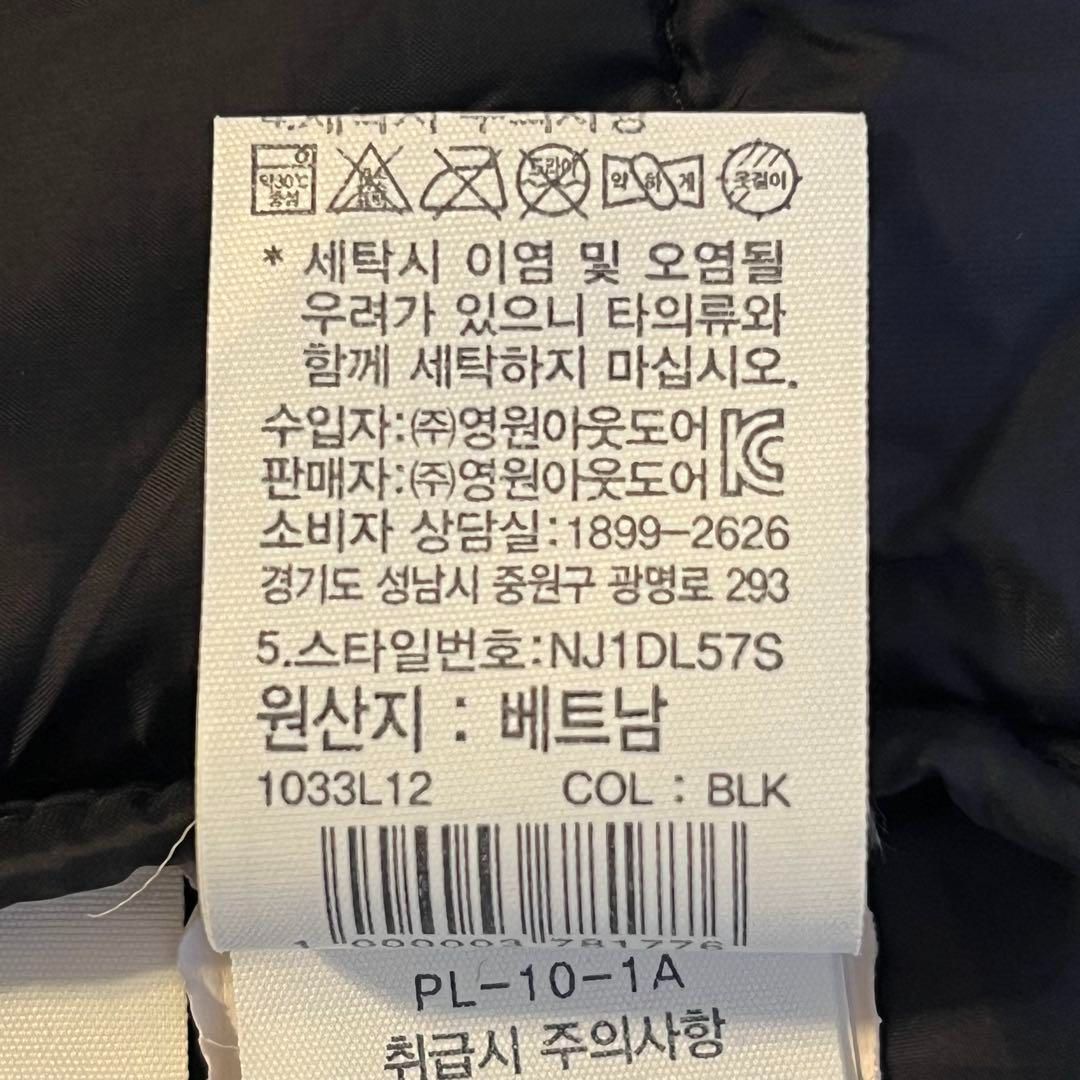 약30℃
중성
드라이
약하게
옷걸이
* 세탁시 이염 및 오염될
우려가 있으니 타의류와
함께 세탁하지 마십시오.
수입자:㈜영원아웃도어
판매자:㈜영원아웃도어
소비자 상담실:1899-2626
경기도 성남시 중원구 광명로 293
5.스타일번호:NJ1DL57S
원산지 : 베트남
1033L12 COL : BLK
PL-10-1A
취급시 주의사항